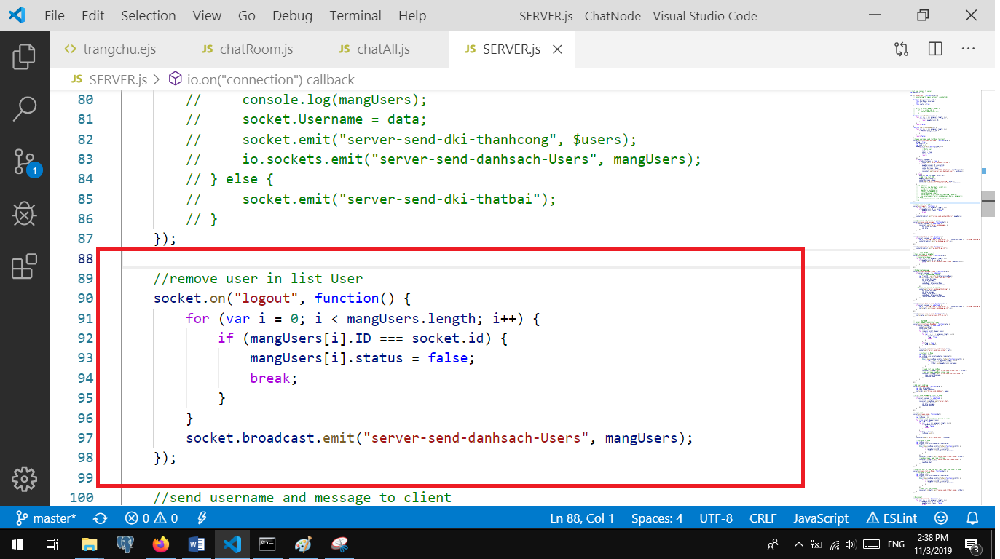 File Edit Selection View Go Debug Terminal Help SERVER.js - ChatNode - Visual Studio Code
<> trangchu.ejs JS chatRoom.js JS chatAll.js JS SERVER.js
JS SERVER.js > io.on("connection") callback
80 // console.log(mangUsers);
81 // socket.Username = data;
82 // socket.emit("server-send-dki-thanhcong", $users);
83 // io.sockets.emit("server-send-danhsach-Users", mangUsers);
84 // } else {
85 // socket.emit("server-send-dki-thatbai");
86 // }
87 });
88
89 //remove user in list User
90 socket.on("logout", function() {
91 for (var i = 0; i < mangUsers.length; i++) {
92 if (mangUsers[i].ID === socket.id) {
93 mangUsers[i].status = false;
94 break;
95 }
96 }
97 socket.broadcast.emit("server-send-danhsach-Users", mangUsers);
98 });
99
100 //send username and message to client
1
master* 0 0 Ln 88, Col 1 Spaces: 4 UTF-8 CRLF JavaScript ESLint
ENG 2:38 PM
11/3/2019 3